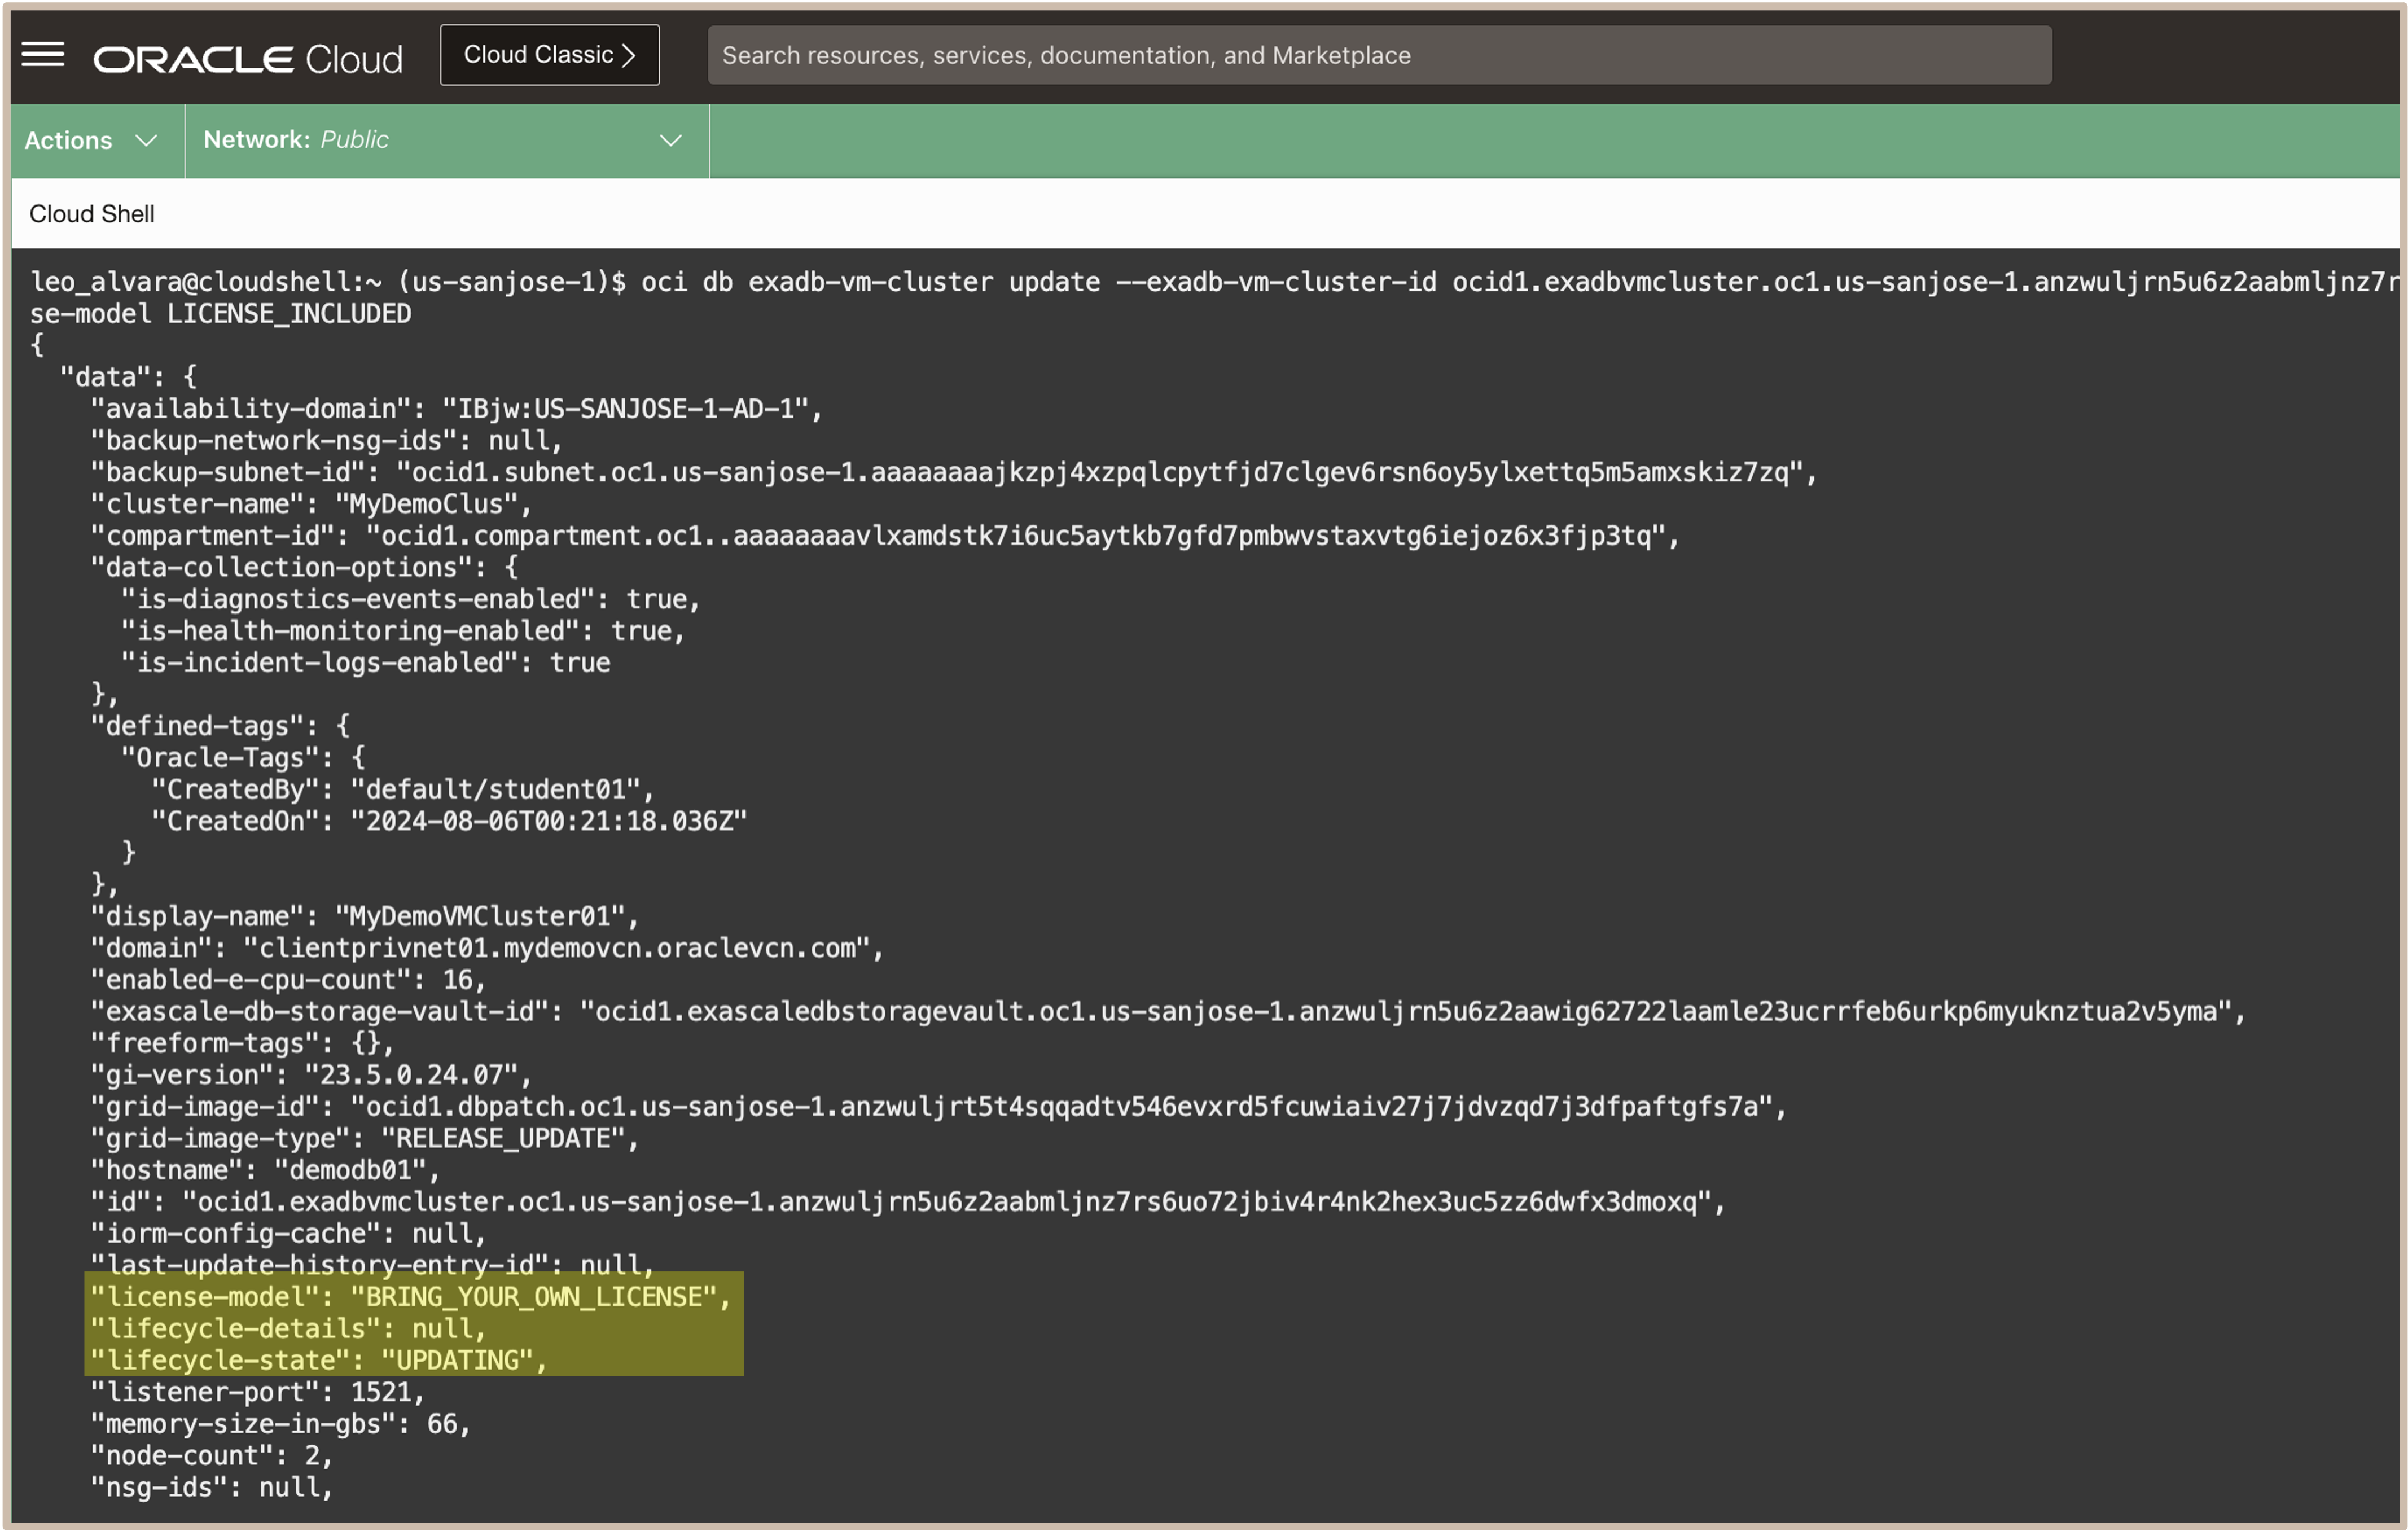 ORACLE Cloud
Cloud Classic
Search resources, services, documentation, and Marketplace
Actions
Network: Public
Cloud Shell
leo_alvara@cloudshell:~ (us-sanjose-1)$ oci db exadb-vm-cluster update --exadb-vm-cluster-id ocid1.exadbvmcluster.oc1.us-sanjose-1.anzwuljrn5u6z2aabmljnz7r
se-model LICENSE_INCLUDED
{
  "data": {
    "availability-domain": "IBjw:US-SANJOSE-1-AD-1",
    "backup-network-nsg-ids": null,
    "backup-subnet-id": "ocid1.subnet.oc1.us-sanjose-1.aaaaaaaajkzpj4xzpqlcpytfjd7clgev6rsn6oy5ylxettq5m5amxskiz7zq",
    "cluster-name": "MyDemoClus",
    "compartment-id": "ocid1.compartment.oc1..aaaaaaaavlxamdstk7i6uc5aytkb7gfd7pmbwvstaxvtg6iejoz6x3fjp3tq",
    "data-collection-options": {
      "is-diagnostics-events-enabled": true,
      "is-health-monitoring-enabled": true,
      "is-incident-logs-enabled": true
    },
    "defined-tags": {
      "Oracle-Tags": {
        "CreatedBy": "default/student01",
        "CreatedOn": "2024-08-06T00:21:18.036Z"
      }
    },
    "display-name": "MyDemoVMCluster01",
    "domain": "clientprivnet01.mydemovcn.oraclevcn.com",
    "enabled-e-cpu-count": 16,
    "exascale-db-storage-vault-id": "ocid1.exascaledbstoragevault.oc1.us-sanjose-1.anzwuljrn5u6z2aawig62722laamle23ucrrfeb6urkp6myuknztua2v5yma",
    "freeform-tags": {},
    "gi-version": "23.5.0.24.07",
    "grid-image-id": "ocid1.dbpatch.oc1.us-sanjose-1.anzwuljrt5t4sqqadtv546evxrd5fcuwiaiv27j7jdvzqd7j3dfpaftgfs7a",
    "grid-image-type": "RELEASE_UPDATE",
    "hostname": "demodb01",
    "id": "ocid1.exadbvmcluster.oc1.us-sanjose-1.anzwuljrn5u6z2aabmljnz7rs6uo72jbiv4r4nk2hex3uc5zz6dwfx3dmoxq",
    "iorm-config-cache": null,
    "last-update-history-entry-id": null,
    "license-model": "BRING_YOUR_OWN_LICENSE",
    "lifecycle-details": null,
    "lifecycle-state": "UPDATING",
    "listener-port": 1521,
    "memory-size-in-gbs": 66,
    "node-count": 2,
    "nsg-ids": null,